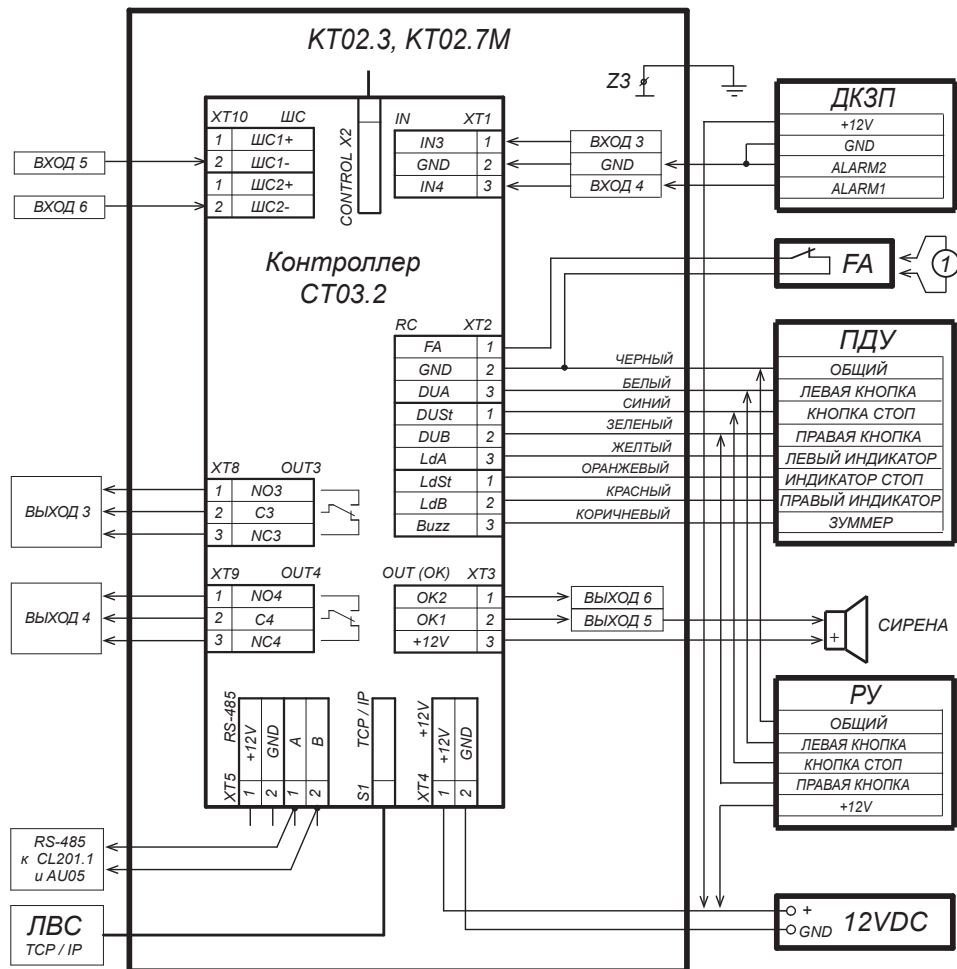 KT02.3, KT02.7M
Z3
XT10 ШС
1 ШС1+
2 ШС1-
1 ШС2+
2 ШС2-
ВХОД 5
ВХОД 6
CONTROL X2
IN XT1
IN3 1
GND 2
IN4 3
ВХОД 3
GND
ВХОД 4
ДКЗП
+12V
GND
ALARM2
ALARM1
Контроллер
CT03.2
FA
1
RC XT2
FA 1
GND 2
DUA 3
DUSt 1
DUB 2
LdA 3
LdSt 1
LdB 2
Buzz 3
ЧЕРНЫЙ
БЕЛЫЙ
СИНИЙ
ЗЕЛЕНЫЙ
ЖЕЛТЫЙ
ОРАНЖЕВЫЙ
КРАСНЫЙ
КОРИЧНЕВЫЙ
ПДУ
ОБЩИЙ
ЛЕВАЯ КНОПКА
КНОПКА СТОП
ПРАВАЯ КНОПКА
ЛЕВЫЙ ИНДИКАТОР
ИНДИКАТОР СТОП
ПРАВЫЙ ИНДИКАТОР
ЗУММЕР
XT8 OUT3
1 NO3
2 C3
3 NC3
ВЫХОД 3
XT9 OUT4
1 NO4
2 C4
3 NC4
ВЫХОД 4
OUT (OK) XT3
OK2 1
OK1 2
+12V 3
ВЫХОД 6
ВЫХОД 5
+
СИРЕНА
РУ
ОБЩИЙ
ЛЕВАЯ КНОПКА
КНОПКА СТОП
ПРАВАЯ КНОПКА
+12V
XT5 RS-485
1 +12V
2 GND
1 A
2 B
S1 TCP / IP
XT4 +12V
1 +12V
2 GND
RS-485
к CL201.1
и AU05
ЛВС
TCP / IP
+
GND
12VDC